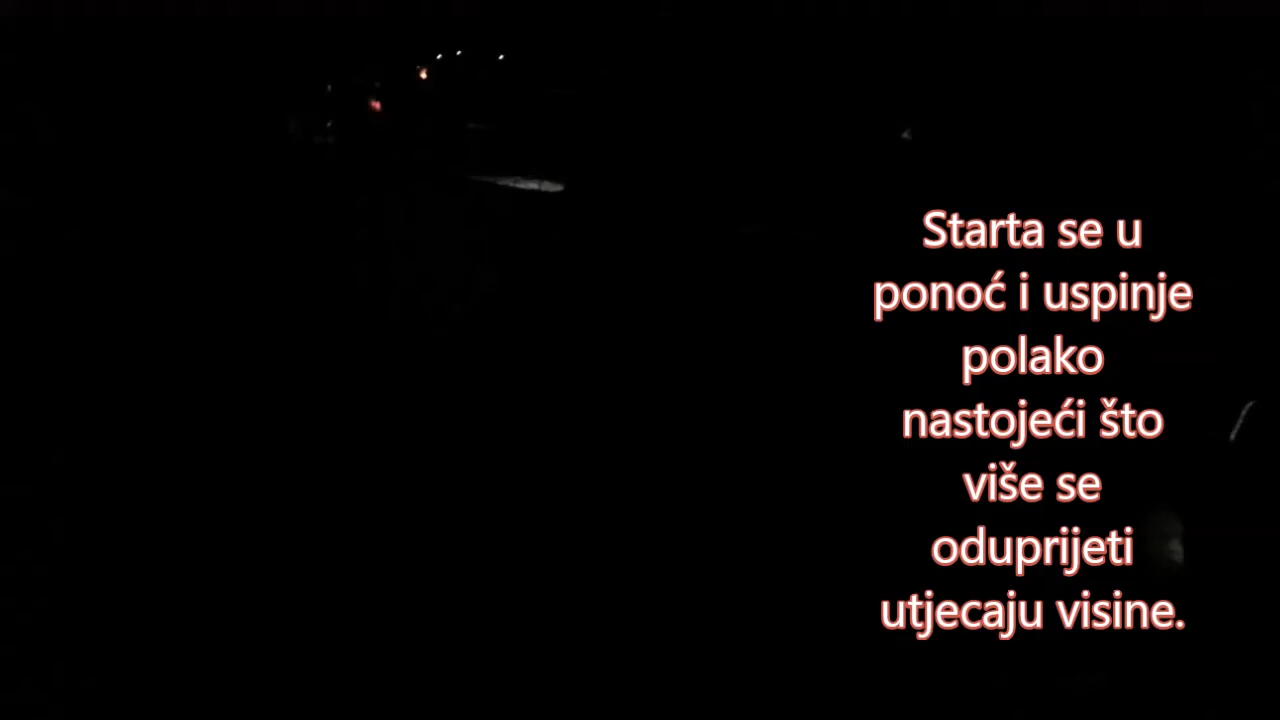 Starta se u
ponoć i uspinje
polako
nastojeći što
više se
oduprijeti
utjecaju visine.